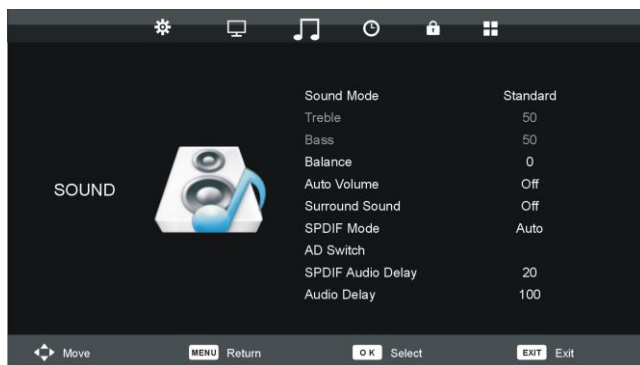 Sound Mode Standard
Treble 50
Bass 50
Balance 0
SOUND
Auto Volume Off
Surround Sound Off
SPDIF Mode Auto
AD Switch
SPDIF Audio Delay 20
Audio Delay 100
Move MENU Return OK Select EXIT Exit